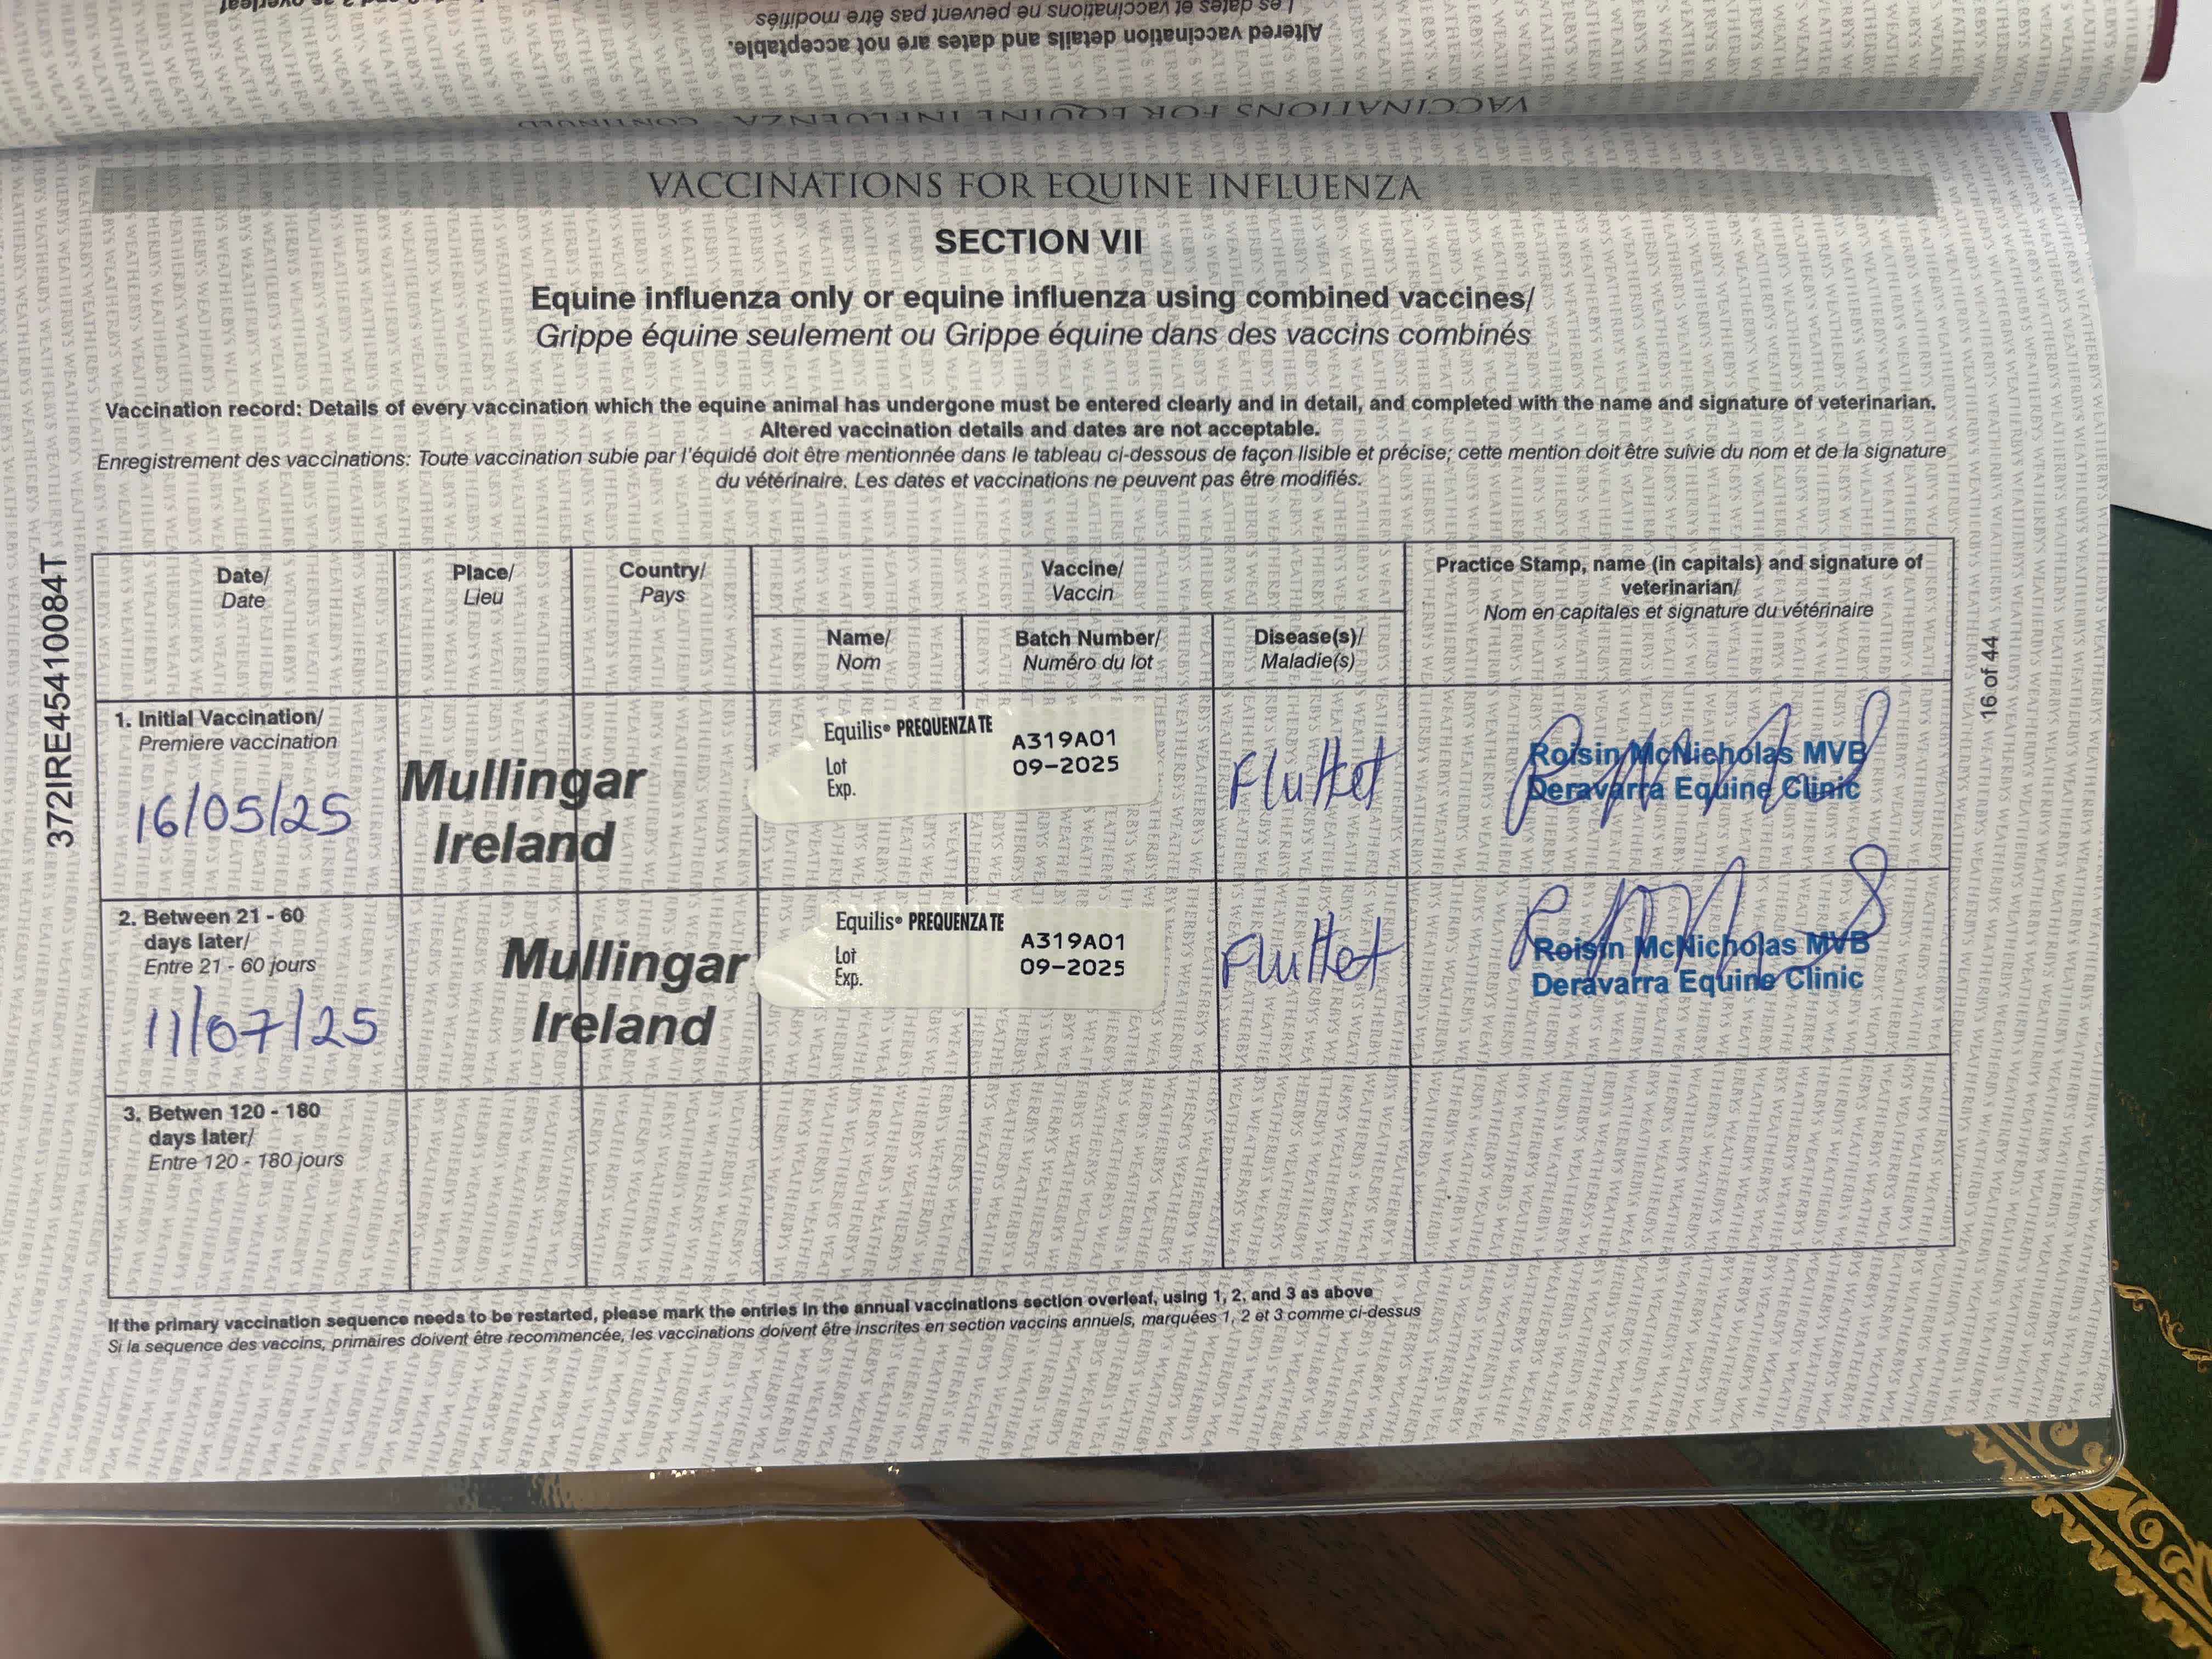 Les dates et vaccinations ne peuvent pas être modifiés.
Altered vaccination details and dates are not acceptable.
VACCINATIONS FOR EQUINE INFLUENZA - CONTINUED
VACCINATIONS FOR EQUINE INFLUENZA
SECTION VII
Equine influenza only or equine influenza using combined vaccines/
Grippe équine seulement ou Grippe équine dans des vaccins combinés
Vaccination record: Details of every vaccination which the equine animal has undergone must be entered clearly and in detail, and completed with the name and signature of veterinarian.
Altered vaccination details and dates are not acceptable.
Enregistrement des vaccinations: Toute vaccination subie par l'équidé doit être mentionnée dans le tableau ci-dessous de façon lisible et précise; cette mention doit être suivie du nom et de la signature
du vétérinaire. Les dates et vaccinations ne peuvent pas être modifiés.
372IRE45410084T
16 of 44
Date/
Date
Place/
Lieu
Country/
Pays
Vaccine/
Vaccin
Name/
Nom
Batch Number/
Numéro du lot
Disease(s)/
Maladie(s)
Practice Stamp, name (in capitals) and signature of
veterinarian/
Nom en capitales et signature du vétérinaire
1. Initial Vaccination/
Premiere vaccination
16/05/25
Mullingar
Ireland
Equilis® PREQUENZA TE
Lot A319A01
Exp. 09-2025
Flu/tet
Roisin McNicholas MVB
Deravarra Equine Clinic
2. Between 21 - 60
days later/
Entre 21 - 60 jours
11/07/25
Mullingar
Ireland
Equilis® PREQUENZA TE
Lot A319A01
Exp. 09-2025
Flu/tet
Roisin McNicholas MVB
Deravarra Equine Clinic
3. Betwen 120 - 180
days later/
Entre 120 - 180 jours
If the primary vaccination sequence needs to be restarted, please mark the entries in the annual vaccinations section overleaf, using 1, 2, and 3 as above
Si la sequence des vaccins, primaires doivent être recommencée, les vaccinations doivent être inscrites en section vaccins annuels, marquées 1, 2 et 3 comme ci-dessus